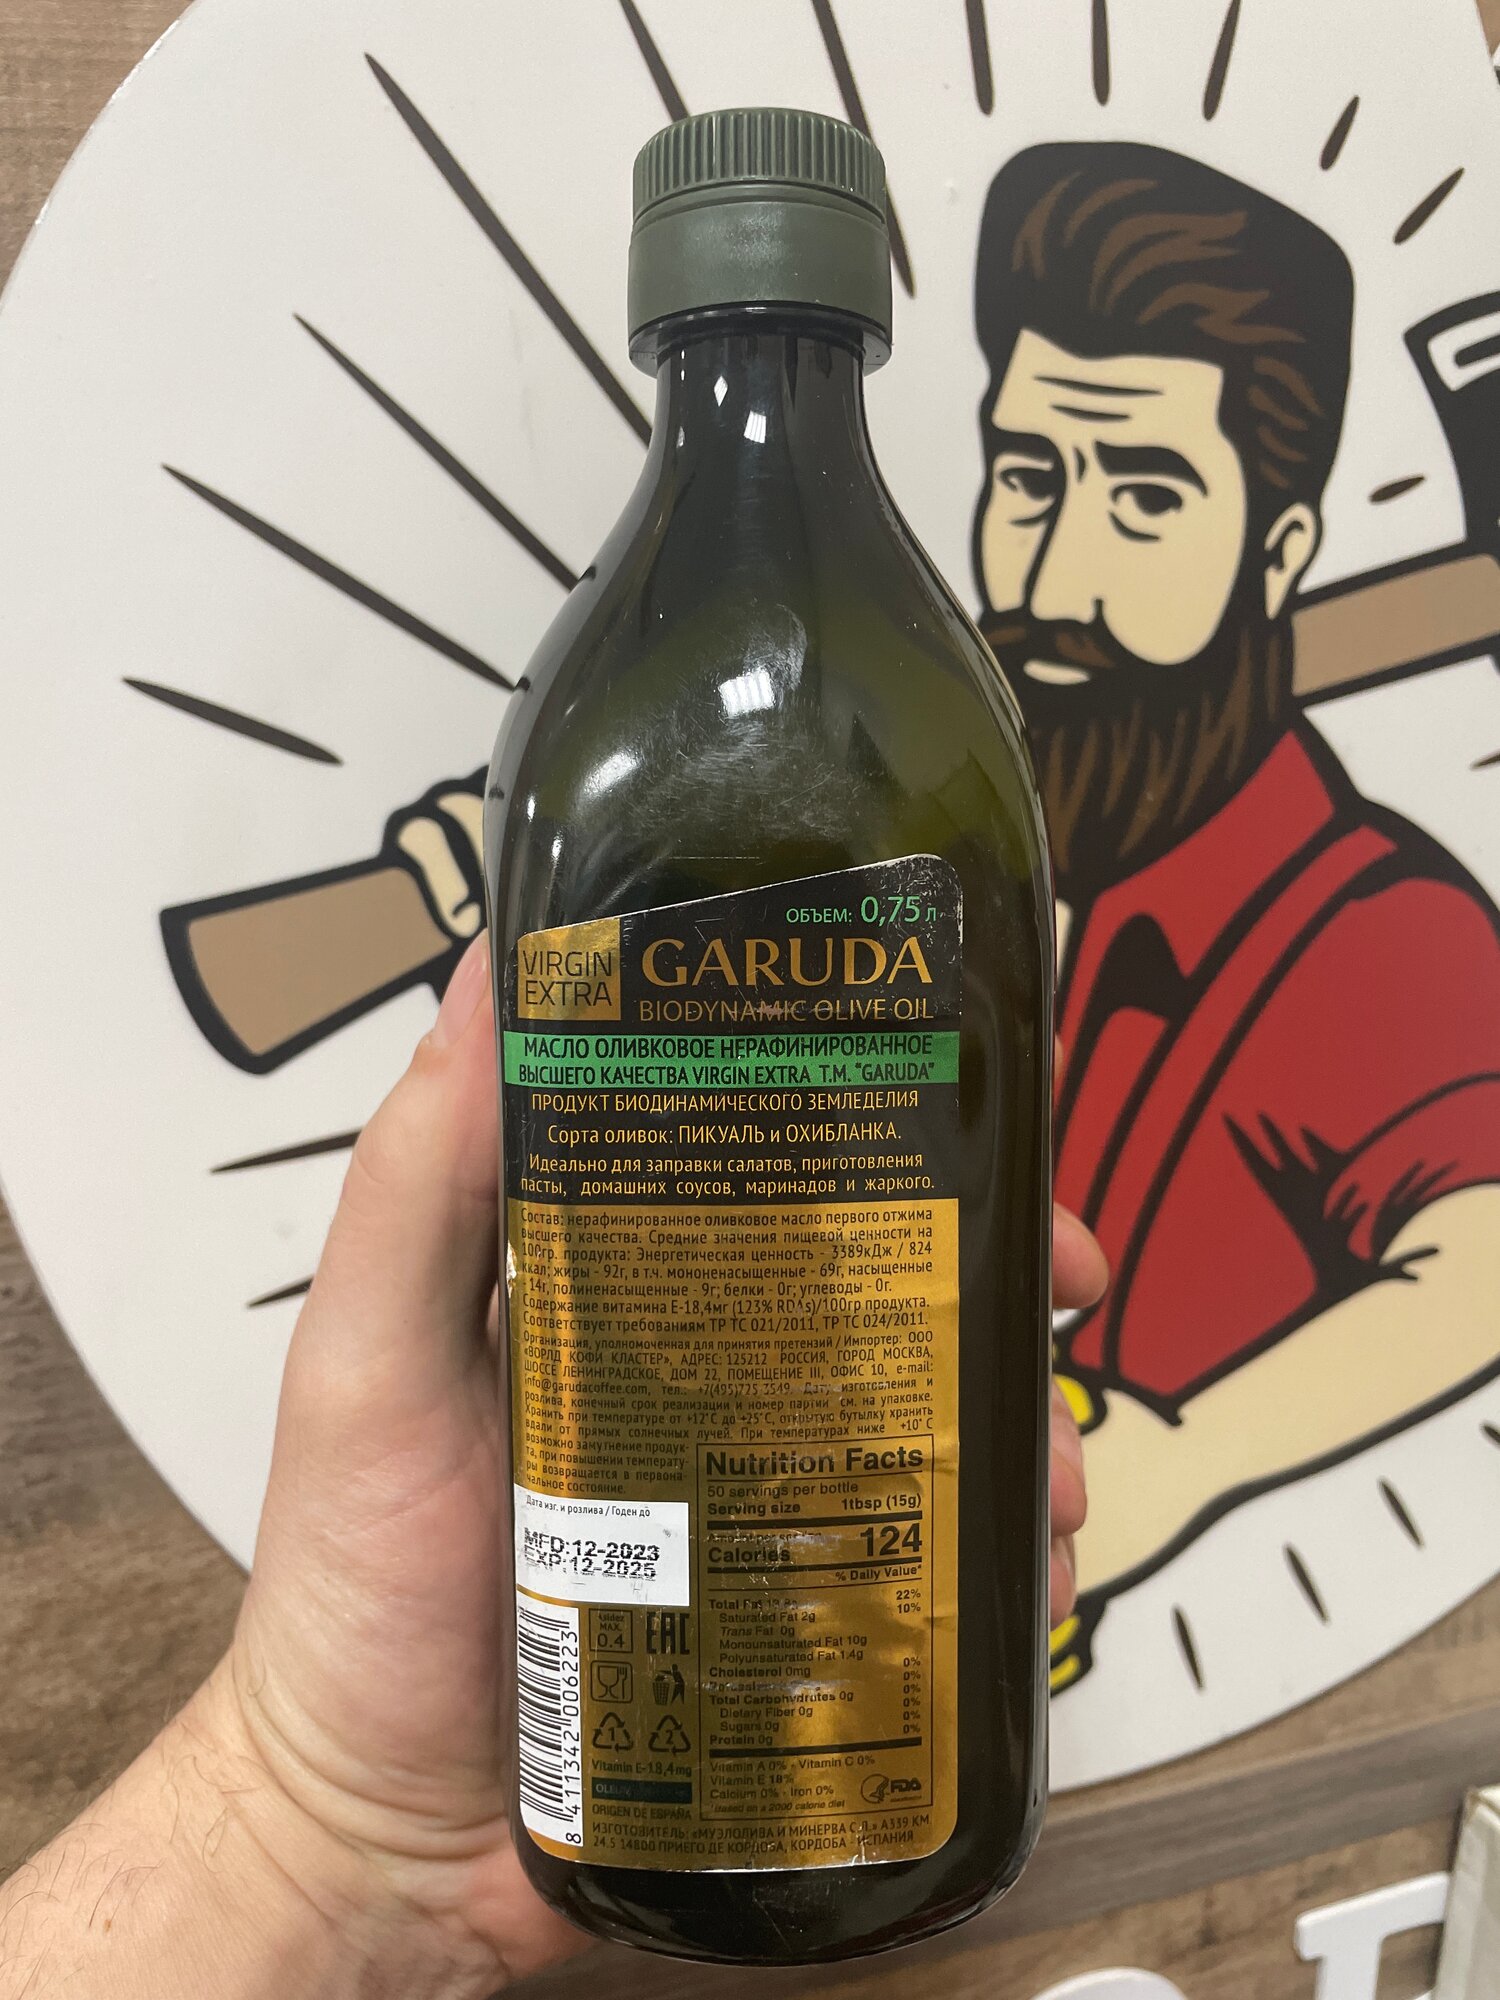 ОБЪЕМ: 0,75 л
VIRGIN
EXTRA
GARUDA
BIODYNAMIC OLIVE OIL
МАСЛО ОЛИВКОВОЕ НЕРАФИНИРОВАННОЕ
ВЫСШЕГО КАЧЕСТВА VIRGIN EXTRA Т.М. "GARUDA"
ПРОДУКТ БИОДИНАМИЧЕСКОГО ЗЕМЛЕДЕЛИЯ
Сорта оливок: ПИКУАЛЬ и ОХИБЛАНКА.
Идеально для заправки салатов, приготовления
пасты, домашних соусов, маринадов и жаркого.
Состав: нерафинированное оливковое масло первого отжима
высшего качества. Средние значения пищевой ценности на
100гр. продукта: Энергетическая ценность - 3389кДж / 824
ккал; жиры - 92г, в т.ч. мононенасыщенные - 69г, насыщенные
- 14г, полиненасыщенные - 9г; белки - 0г; углеводы - 0г.
Содержание витамина Е-18,4мг (123% RDAs)/100гр продукта.
Соответствует требованиям ТР ТС 021/2011, ТР ТС 024/2011.
Организация, уполномоченная для принятия претензий / Импортер: ООО
«ВОРЛД КОФИ КЛАСТЕР», АДРЕС: 125212 РОССИЯ, ГОРОД МОСКВА,
ШОССЕ ЛЕНИНГРАДСКОЕ, ДОМ 22, ПОМЕЩЕНИЕ III, ОФИС 10, e-mail:
info@garudacoffee.com, тел.: +7(495)725 3549. Дата изготовления и
розлива, конечный срок реализации и номер партии см. на упаковке.
Хранить при температуре от +12°С до +25°С, открытую бутылку хранить
вдали от прямых солнечных лучей. При температурах ниже +10°С
возможно замутнение продук-
та, при повышении температу-
ры возвращается в первона-
чальное состояние.
Дата изг. и розлива / Годен до
MFD:12-2023
EXP:12-2025
Nutrition Facts
50 servings per bottle
Serving size 1tbsp (15g)
Amount per serving
Calories 124
% Daily Value*
Total Fat 22%
Saturated Fat 2g 10%
Trans Fat 0g
Monounsaturated Fat 10g
Polyunsaturated Fat 1.4g
Cholesterol 0mg 0%
0%
Total Carbohydrates 0g 0%
Dietary Fiber 0g 0%
Sugars 0g 0%
Protein 0g 0%
Vitamin A 0% · Vitamin C 0%
Vitamin E 18%
Calcium 0% · Iron 0%
*based on a 2000 calorie diet
FDA
MAX.
0.4
EAC
1
2
Vitamin E-18,4mg
ORIGEN DE ESPAÑA
8 411342 006223
ИЗГОТОВИТЕЛЬ: «МУЭЛОЛИВА И МИНЕРВА С.Л.» А339 КМ
24.5 14800 ПРИЕГО ДЕ КОРДОБА, КОРДОБА - ИСПАНИЯ